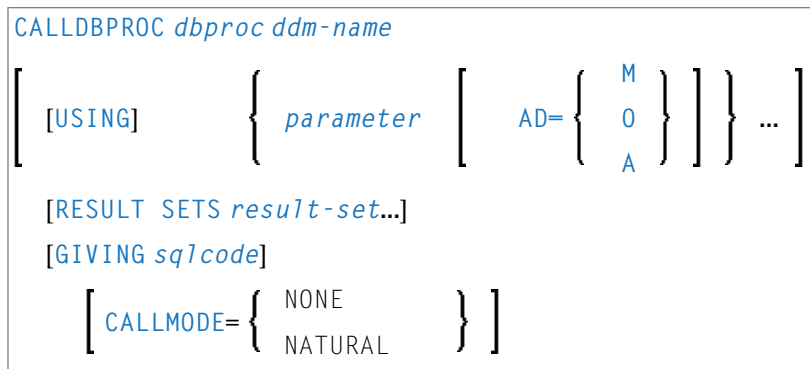 CALLDBPROC dbproc ddm-name
M
[ [USING] { parameter [ AD= { O } ] } ... ]
A
[RESULT SETS result-set...]
[GIVING sqlcode]
[ CALLMODE= { NONE
NATURAL } ]